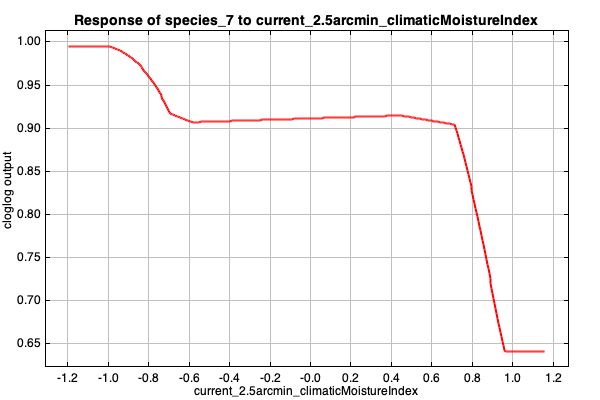 Response of species_7 to current_2.5arcmin_climaticMoistureIndex
1.00
0.95
0.90
0.85
0.80
0.75
0.70
0.65
cloglog output
-1.2 -1.0 -0.8 -0.6 -0.4 -0.2 -0.0 0.2 0.4 0.6 0.8 1.0 1.2
current_2.5arcmin_climaticMoistureIndex